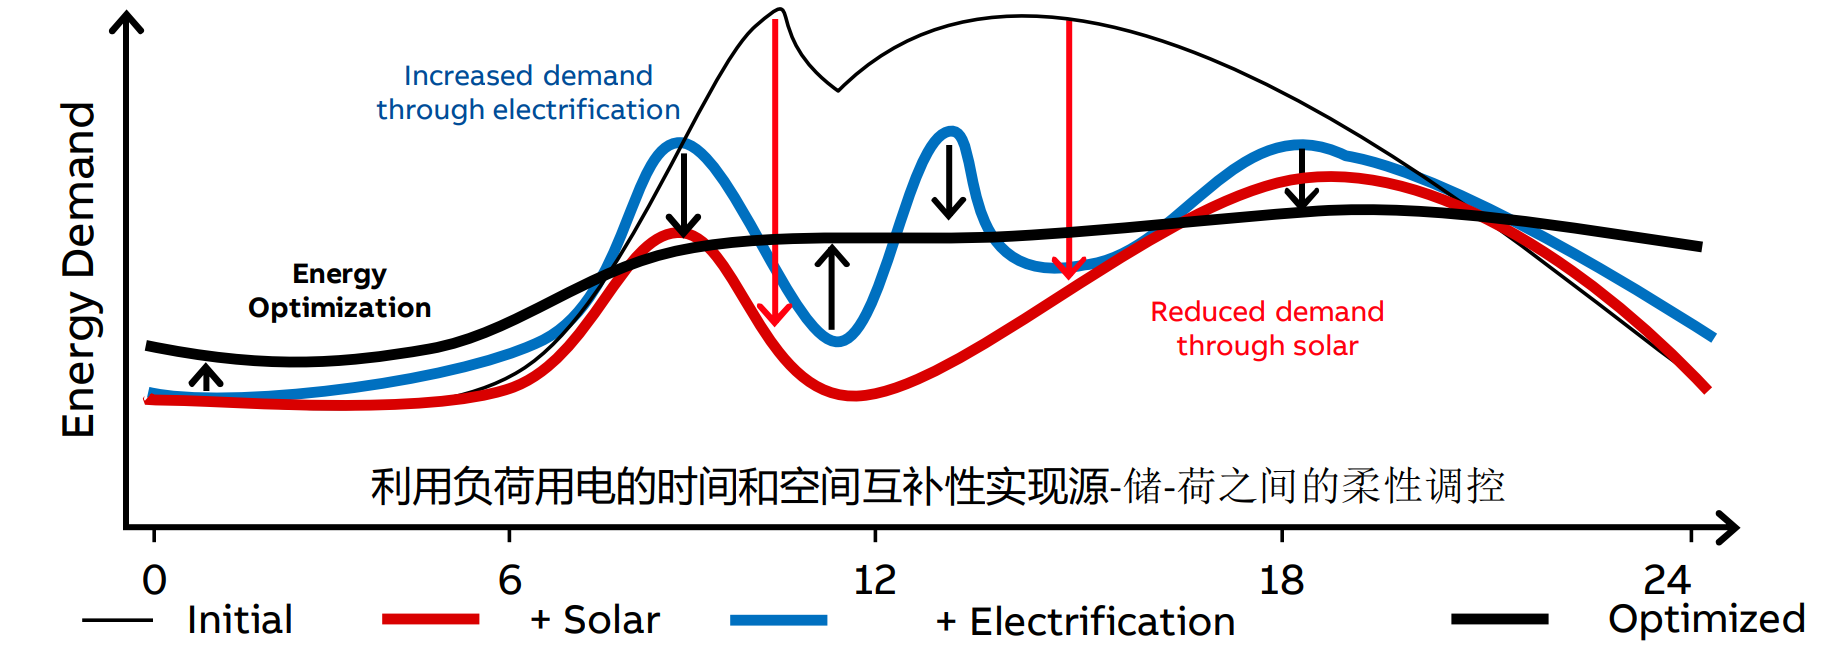 Increased demand
through electrification
Energy Demand
Energy
Optimization
Reduced demand
through solar
利用负荷用电的时间和空间互补性实现源-储-荷之间的柔性调控
0 6 12 18 24
Initial + Solar + Electrification Optimized